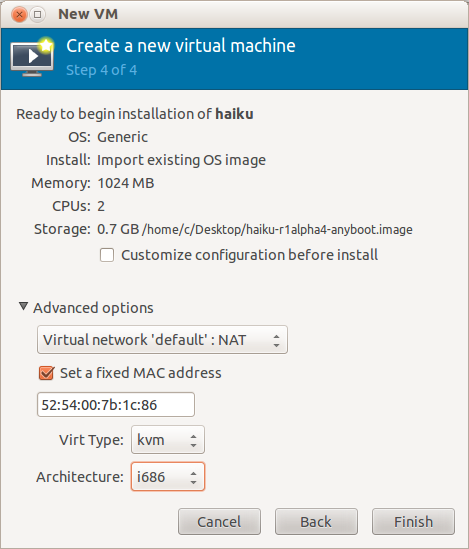 New VM
Create a new virtual machine
Step 4 of 4
Ready to begin installation of haiku
OS: Generic
Install: Import existing OS image
Memory: 1024 MB
CPUs: 2
Storage: 0.7 GB /home/c/Desktop/haiku-r1alpha4-anyboot.image
Customize configuration before install
Advanced options
Virtual network 'default' : NAT
Set a fixed MAC address
52:54:00:7b:1c:86
Virt Type: kvm
Architecture: i686
Cancel Back Finish